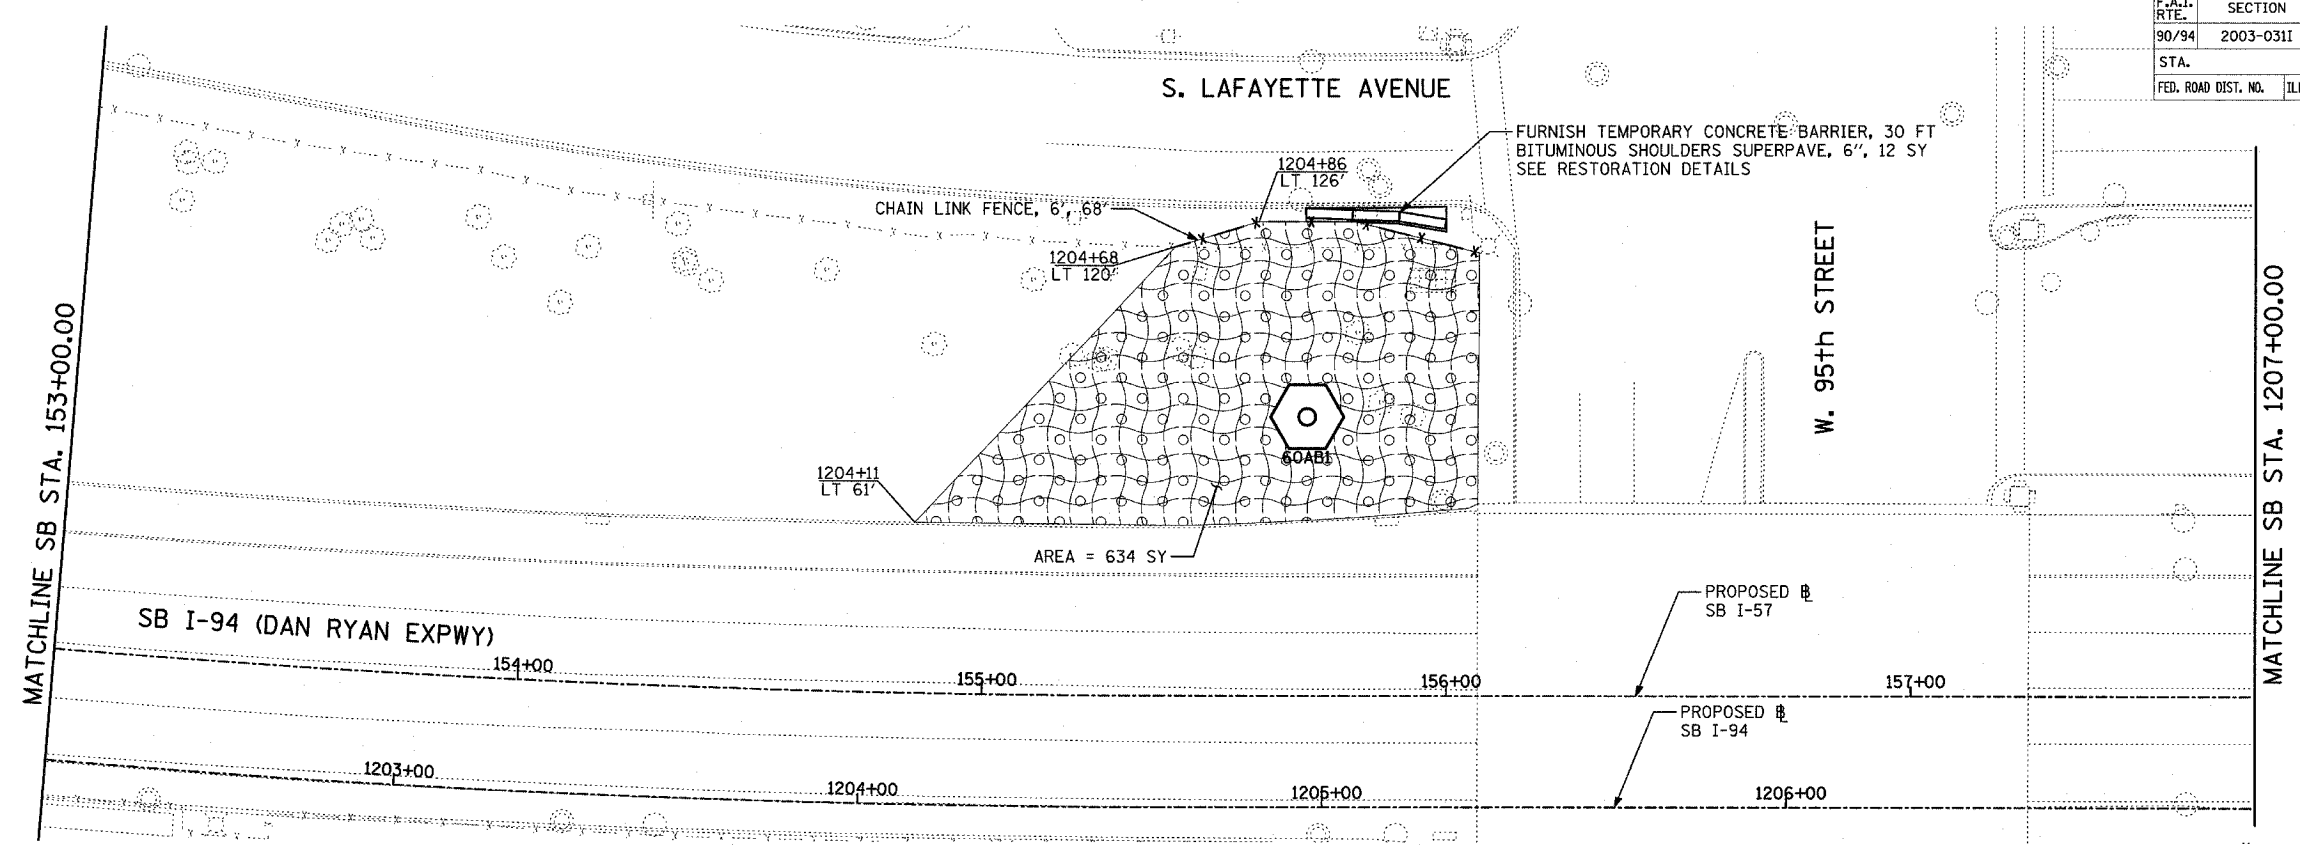 F.A.I. RTE.
SECTION
90/94
2003-031I
STA.
FED. ROAD DIST. NO.
S. LAFAYETTE AVENUE
FURNISH TEMPORARY CONCRETE BARRIER, 30 FT
BITUMINOUS SHOULDERS SUPERPAVE, 6", 12 SY
SEE RESTORATION DETAILS
1204+86
LT 126'
CHAIN LINK FENCE, 6', 68'
1204+68
LT 120'
W. 95th STREET
MATCHLINE SB STA. 153+00.00
MATCHLINE SB STA. 1207+00.00
60AB1
1204+11
LT 61'
AREA = 634 SY
PROPOSED ℄
SB I-57
SB I-94 (DAN RYAN EXPWY)
154+00
155+00
156+00
157+00
PROPOSED ℄
SB I-94
1203+00
1204+00
1205+00
1206+00